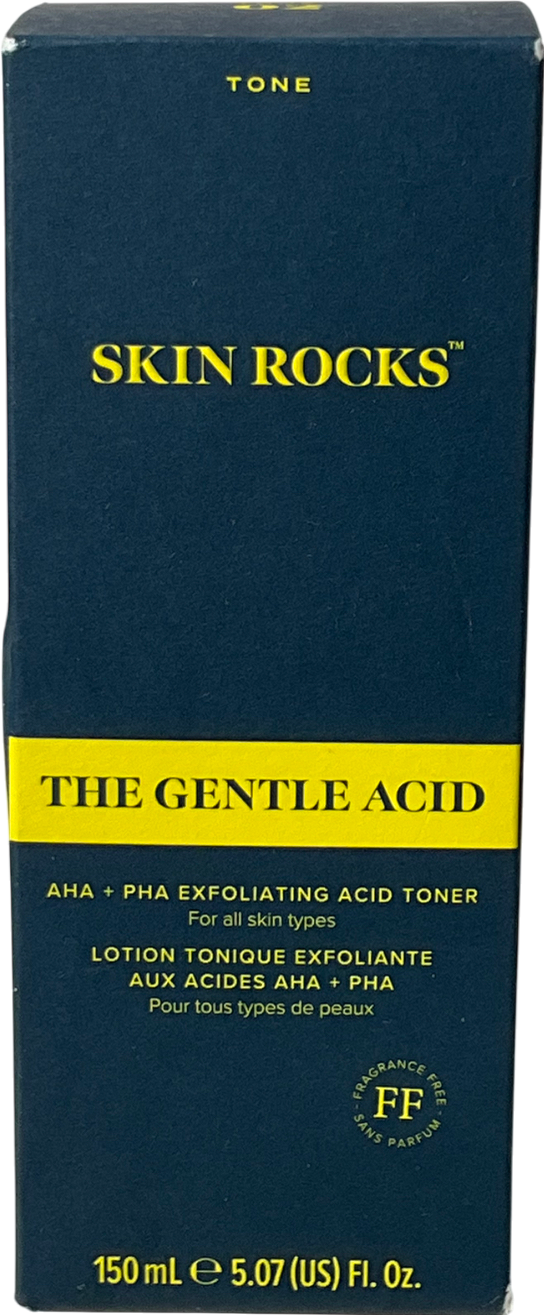 02
TONE
SKIN ROCKS™
THE GENTLE ACID
AHA + PHA EXFOLIATING ACID TONER
For all skin types
LOTION TONIQUE EXFOLIANTE
AUX ACIDES AHA + PHA
Pour tous types de peaux
FRAGRANCE FREE
FF
SANS PARFUM
150 mL ℮ 5.07 (US) Fl. Oz.